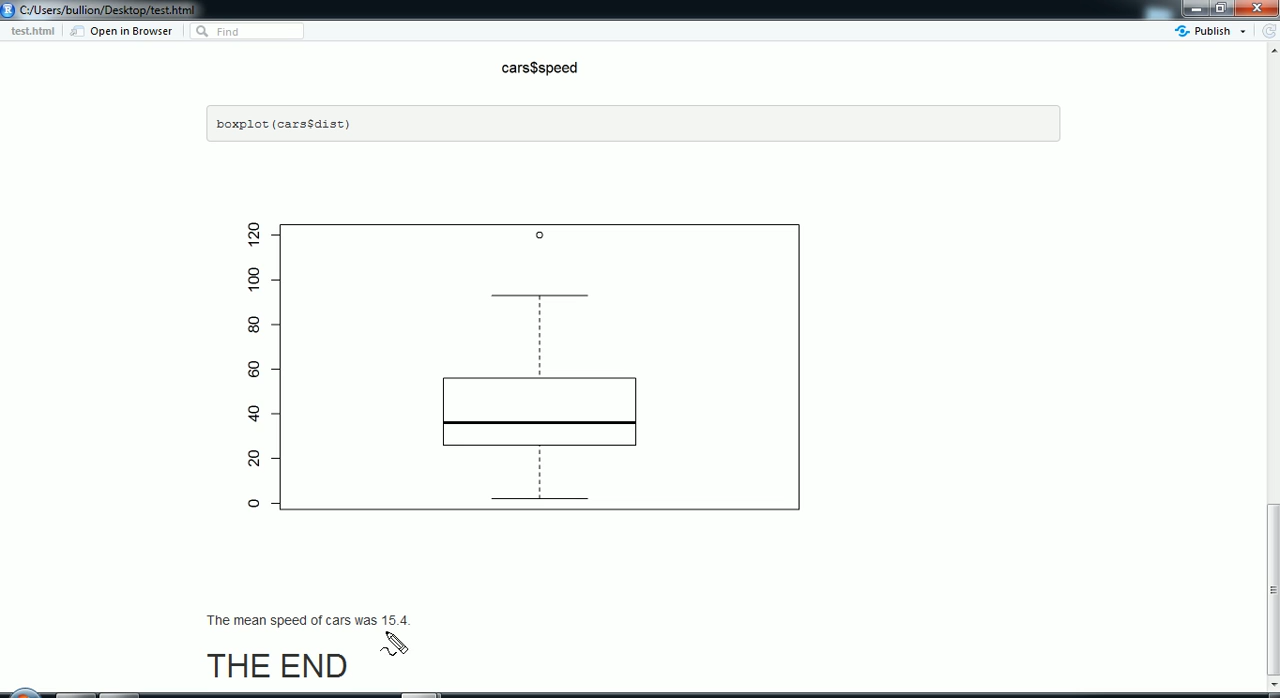 C:/Users/bullion/Desktop/test.html
test.html
Open in Browser
Find
Publish
cars$speed
boxplot(cars$dist)
120
100
80
60
40
20
0
The mean speed of cars was 15.4.
THE END